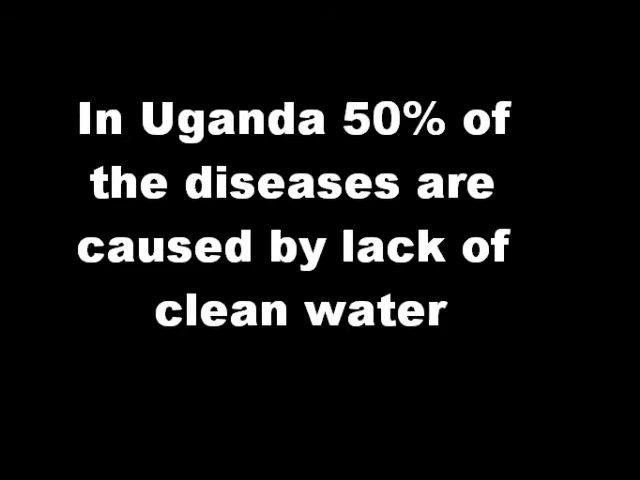 In Uganda 50% of
the diseases are
caused by lack of
clean water